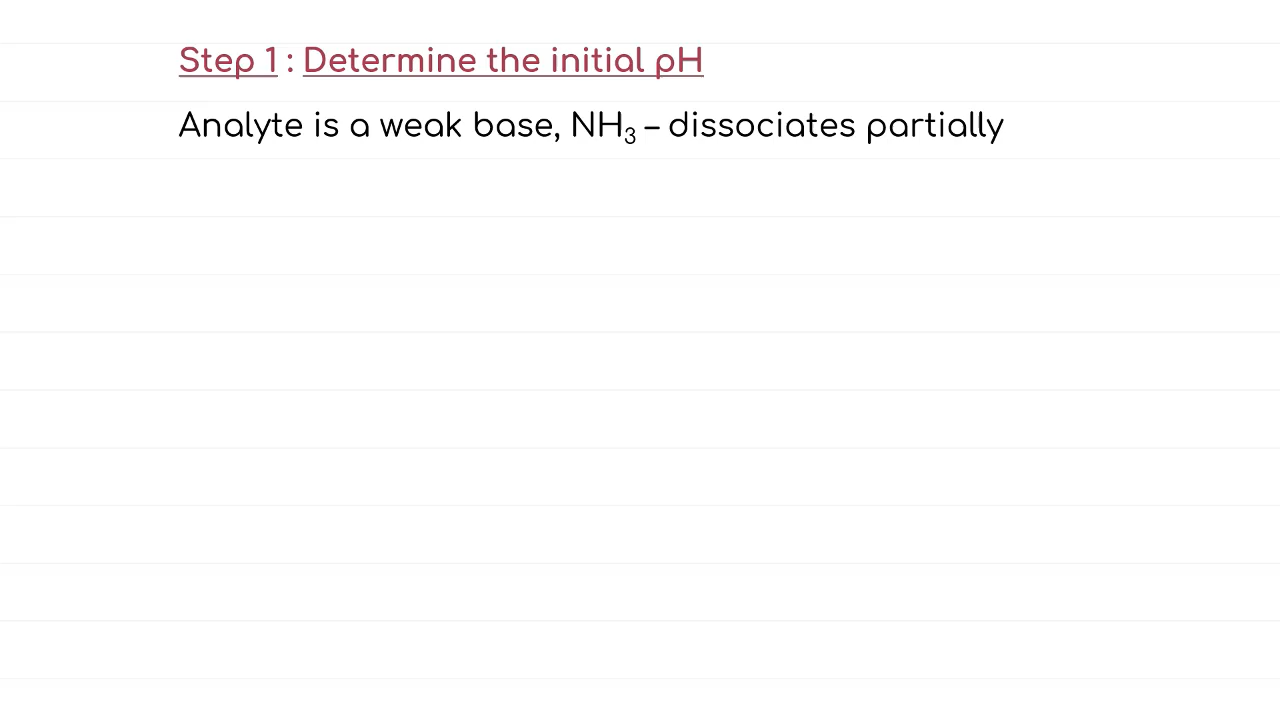 Step 1 : Determine the initial pH
Analyte is a weak base, NH₃ – dissociates partially